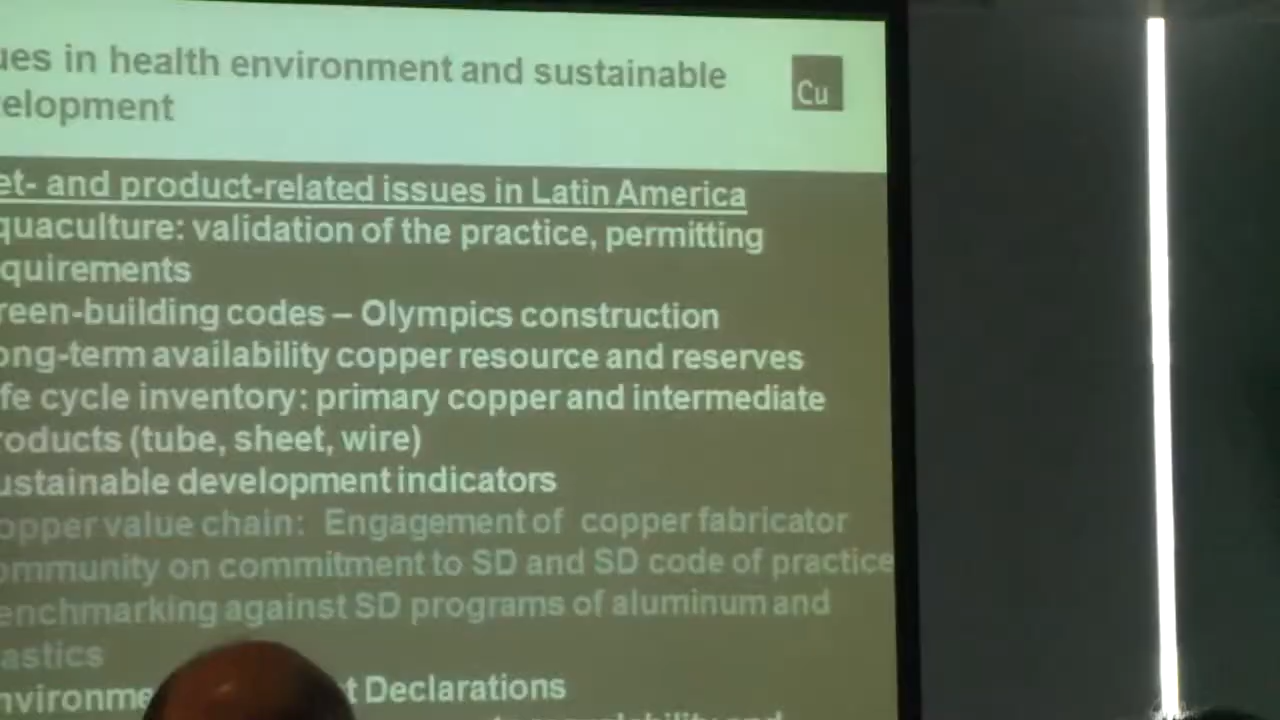 ues in health environment and sustainable
elopment
Cu
et- and product-related issues in Latin America
quaculture: validation of the practice, permitting
quirements
reen-building codes – Olympics construction
ong-term availability copper resource and reserves
fe cycle inventory: primary copper and intermediate
roducts (tube, sheet, wire)
ustainable development indicators
opper value chain: Engagement of copper fabricator
ommunity on commitment to SD and SD code of practice
enchmarking against SD programs of aluminum and
astics
nvironme t Declarations